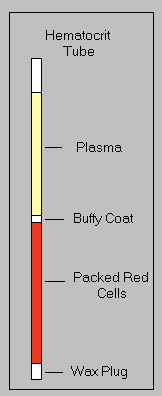 Hematocrit
Tube
Plasma
Buffy Coat
Packed Red
Cells
Wax Plug